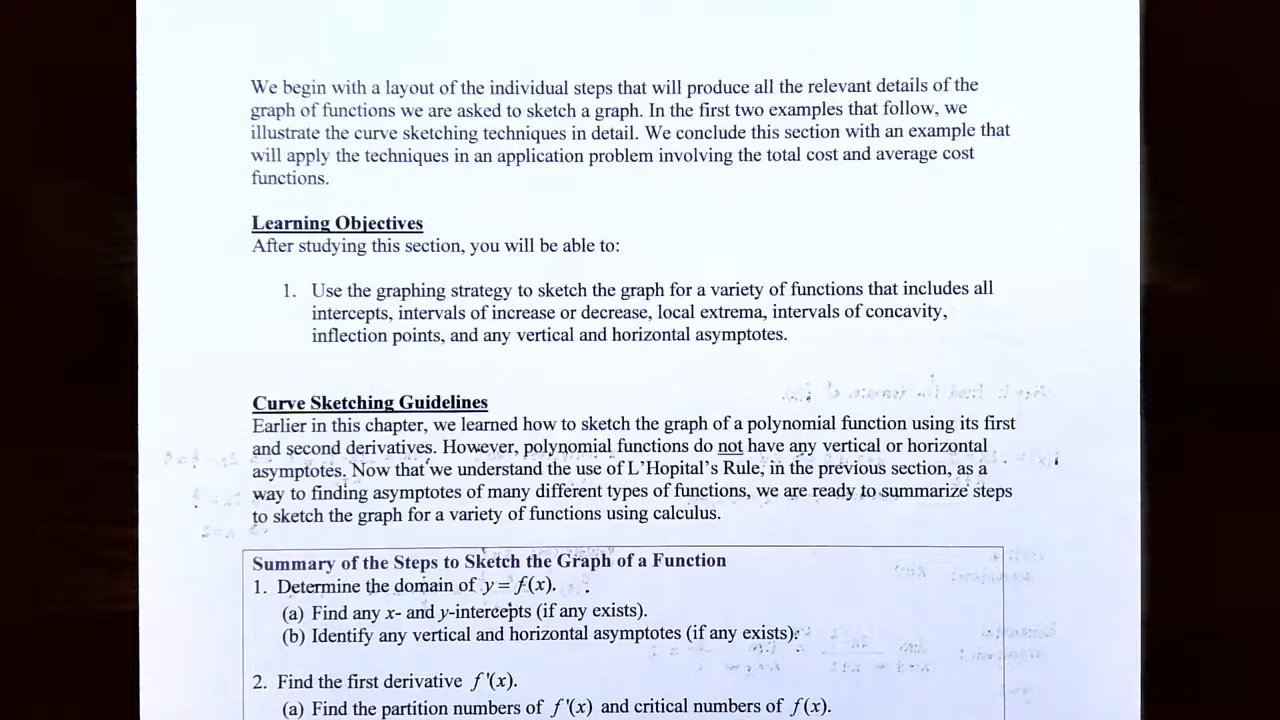 We begin with a layout of the individual steps that will produce all the relevant details of the
graph of functions we are asked to sketch a graph. In the first two examples that follow, we
illustrate the curve sketching techniques in detail. We conclude this section with an example that
will apply the techniques in an application problem involving the total cost and average cost
functions.
Learning Objectives
After studying this section, you will be able to:
1. Use the graphing strategy to sketch the graph for a variety of functions that includes all
intercepts, intervals of increase or decrease, local extrema, intervals of concavity,
inflection points, and any vertical and horizontal asymptotes.
Curve Sketching Guidelines
Earlier in this chapter, we learned how to sketch the graph of a polynomial function using its first
and second derivatives. However, polynomial functions do not have any vertical or horizontal
asymptotes. Now that we understand the use of L'Hopital's Rule, in the previous section, as a
way to finding asymptotes of many different types of functions, we are ready to summarize steps
to sketch the graph for a variety of functions using calculus.
Summary of the Steps to Sketch the Graph of a Function
1. Determine the domain of y = f(x).
(a) Find any x- and y-intercepts (if any exists).
(b) Identify any vertical and horizontal asymptotes (if any exists).
2. Find the first derivative f'(x).
(a) Find the partition numbers of f'(x) and critical numbers of f(x).